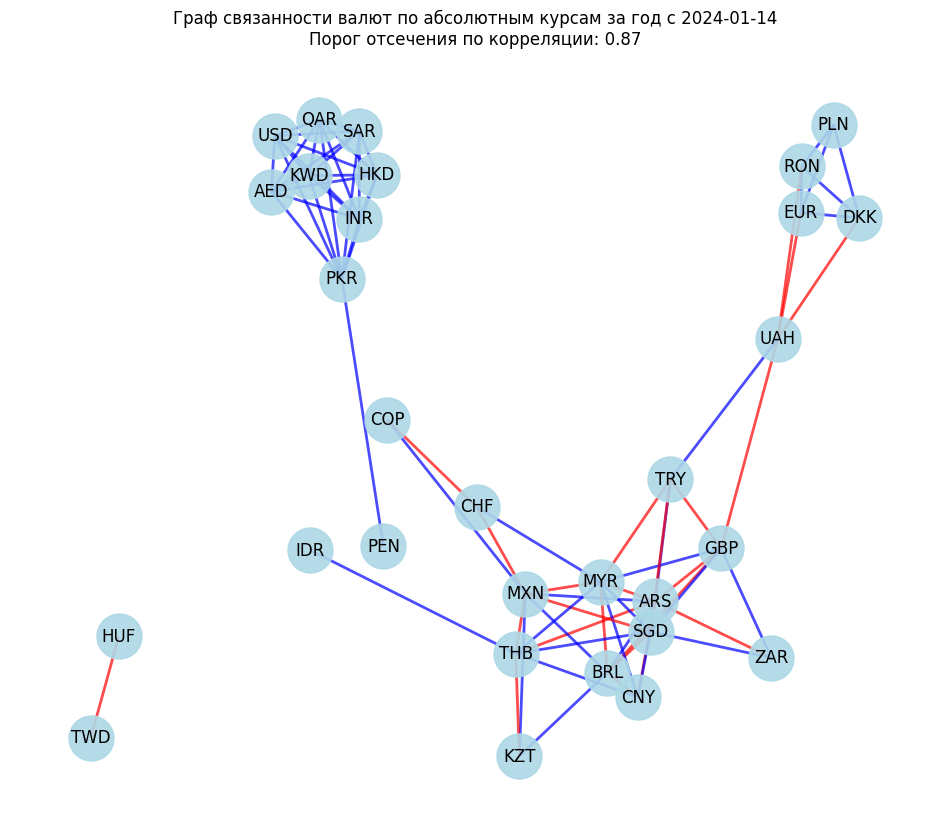 Граф связанности валют по абсолютным курсам за год с 2024-01-14
Порог отсечения по корреляции: 0.87
QAR
USD
SAR
KWD
HKD
AED
INR
PKR
PLN
RON
EUR
DKK
UAH
COP
TRY
CHF
GBP
IDR
PEN
MXN
MYR
ARS
SGD
HUF
THB
ZAR
BRL
CNY
TWD
KZT